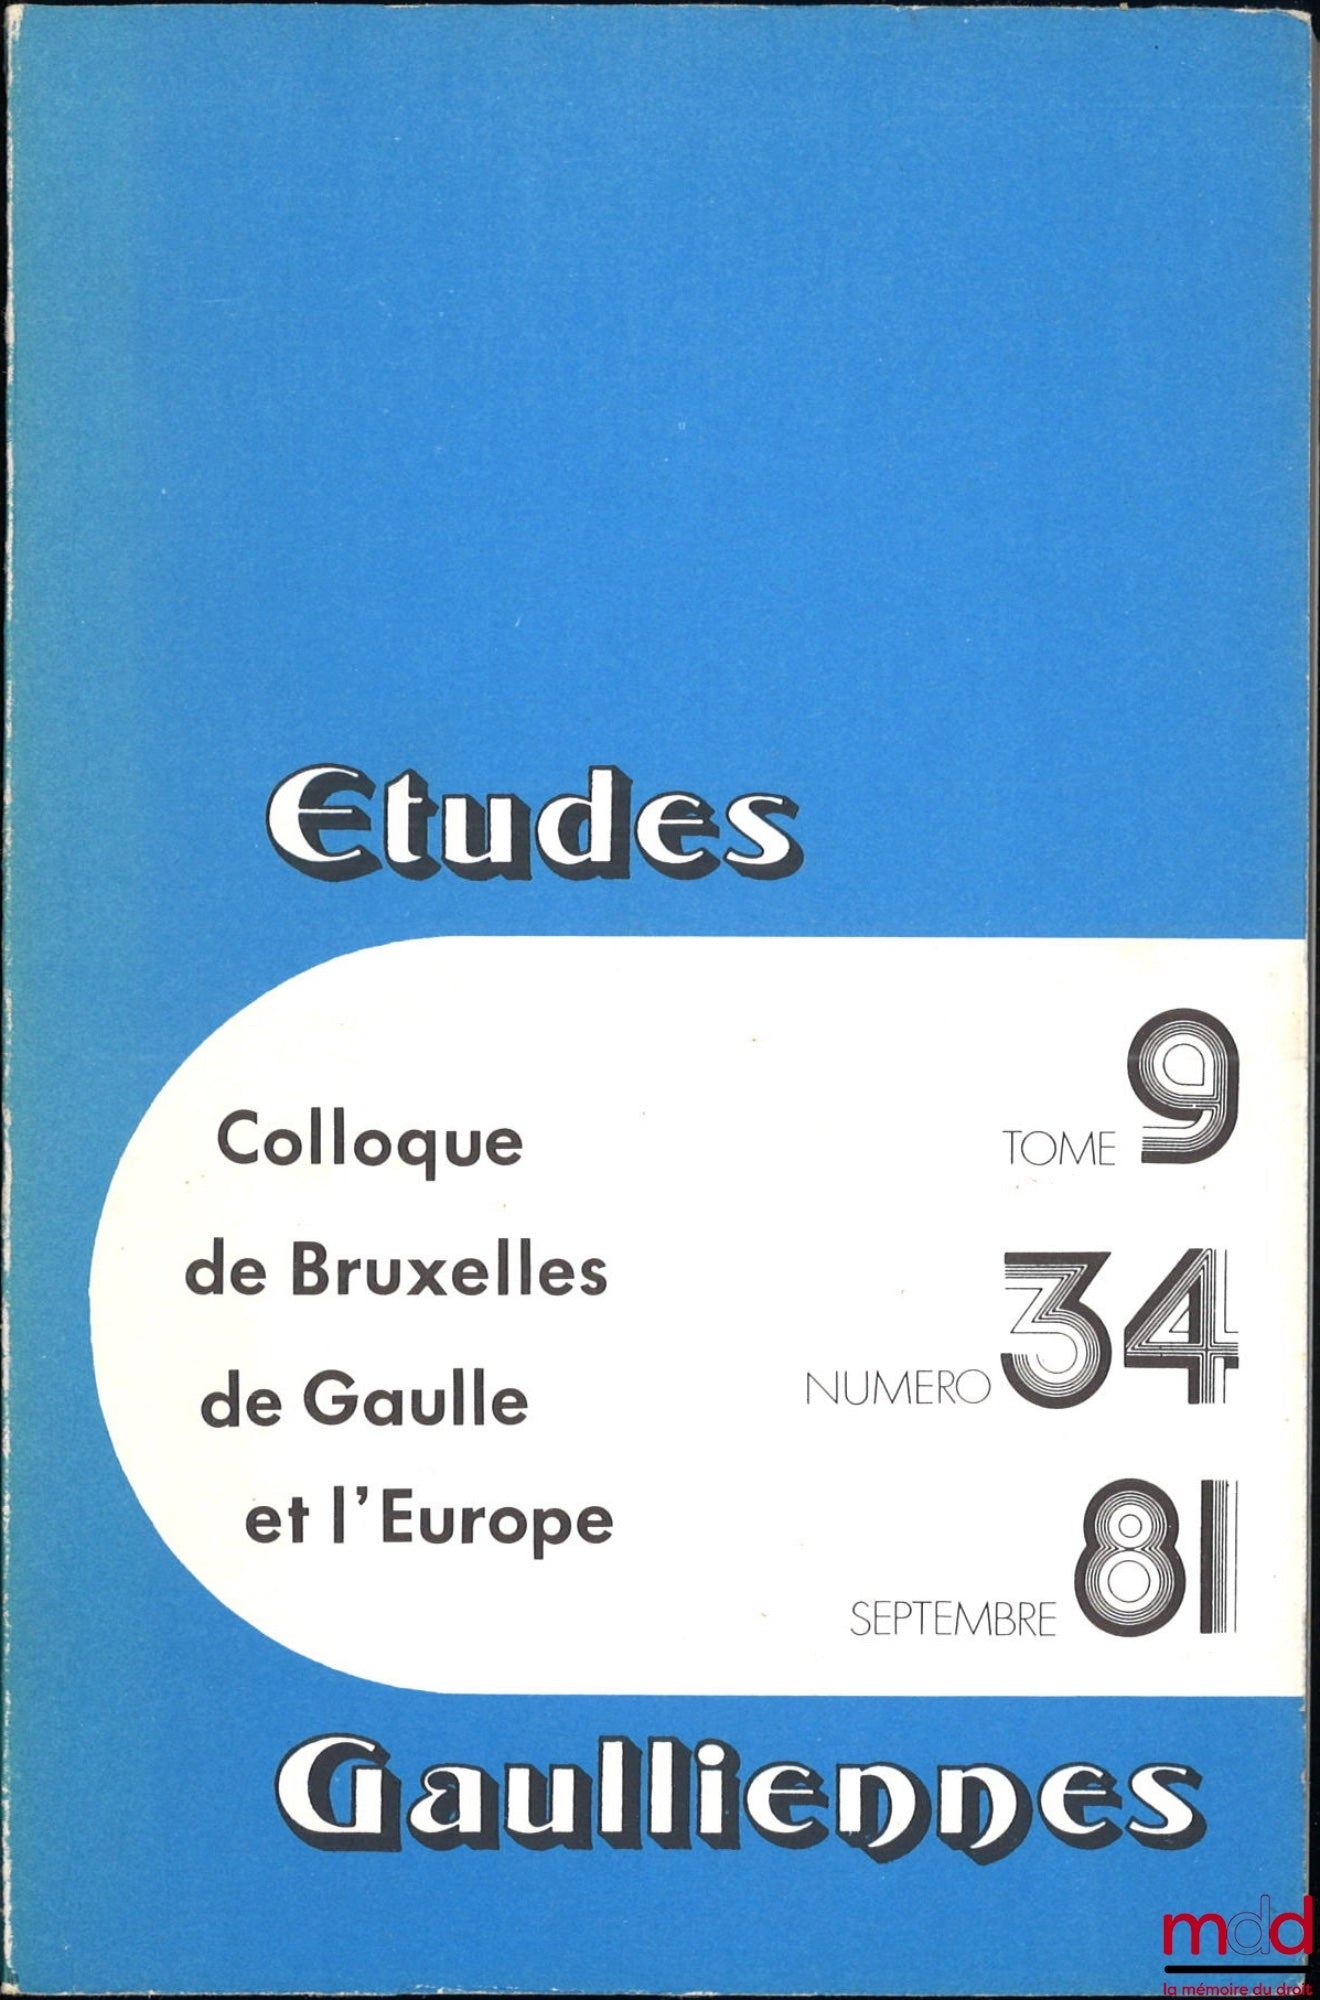 Etudes
Colloque
de Bruxelles
de Gaulle
et l'Europe
TOME 9
NUMERO 34
SEPTEMBRE 81
Gaulliennes
mdd
la mémoire du droit